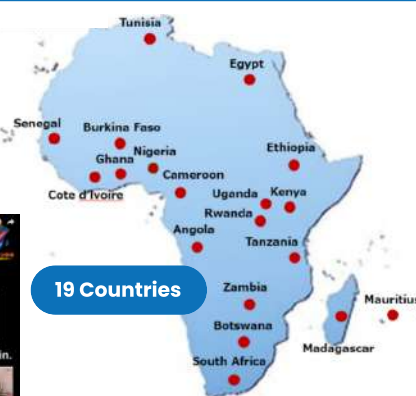 Tunisia
Egypt
Senegal
Burkina Faso
Ethiopia
Nigeria
Ghana
Cameroon
Cote d'Ivoire
Uganda
Kenya
Rwanda
Angola
Tanzania
19 Countries
Zambia
Mauritius
Botswana
Madagascar
in.
South Africa